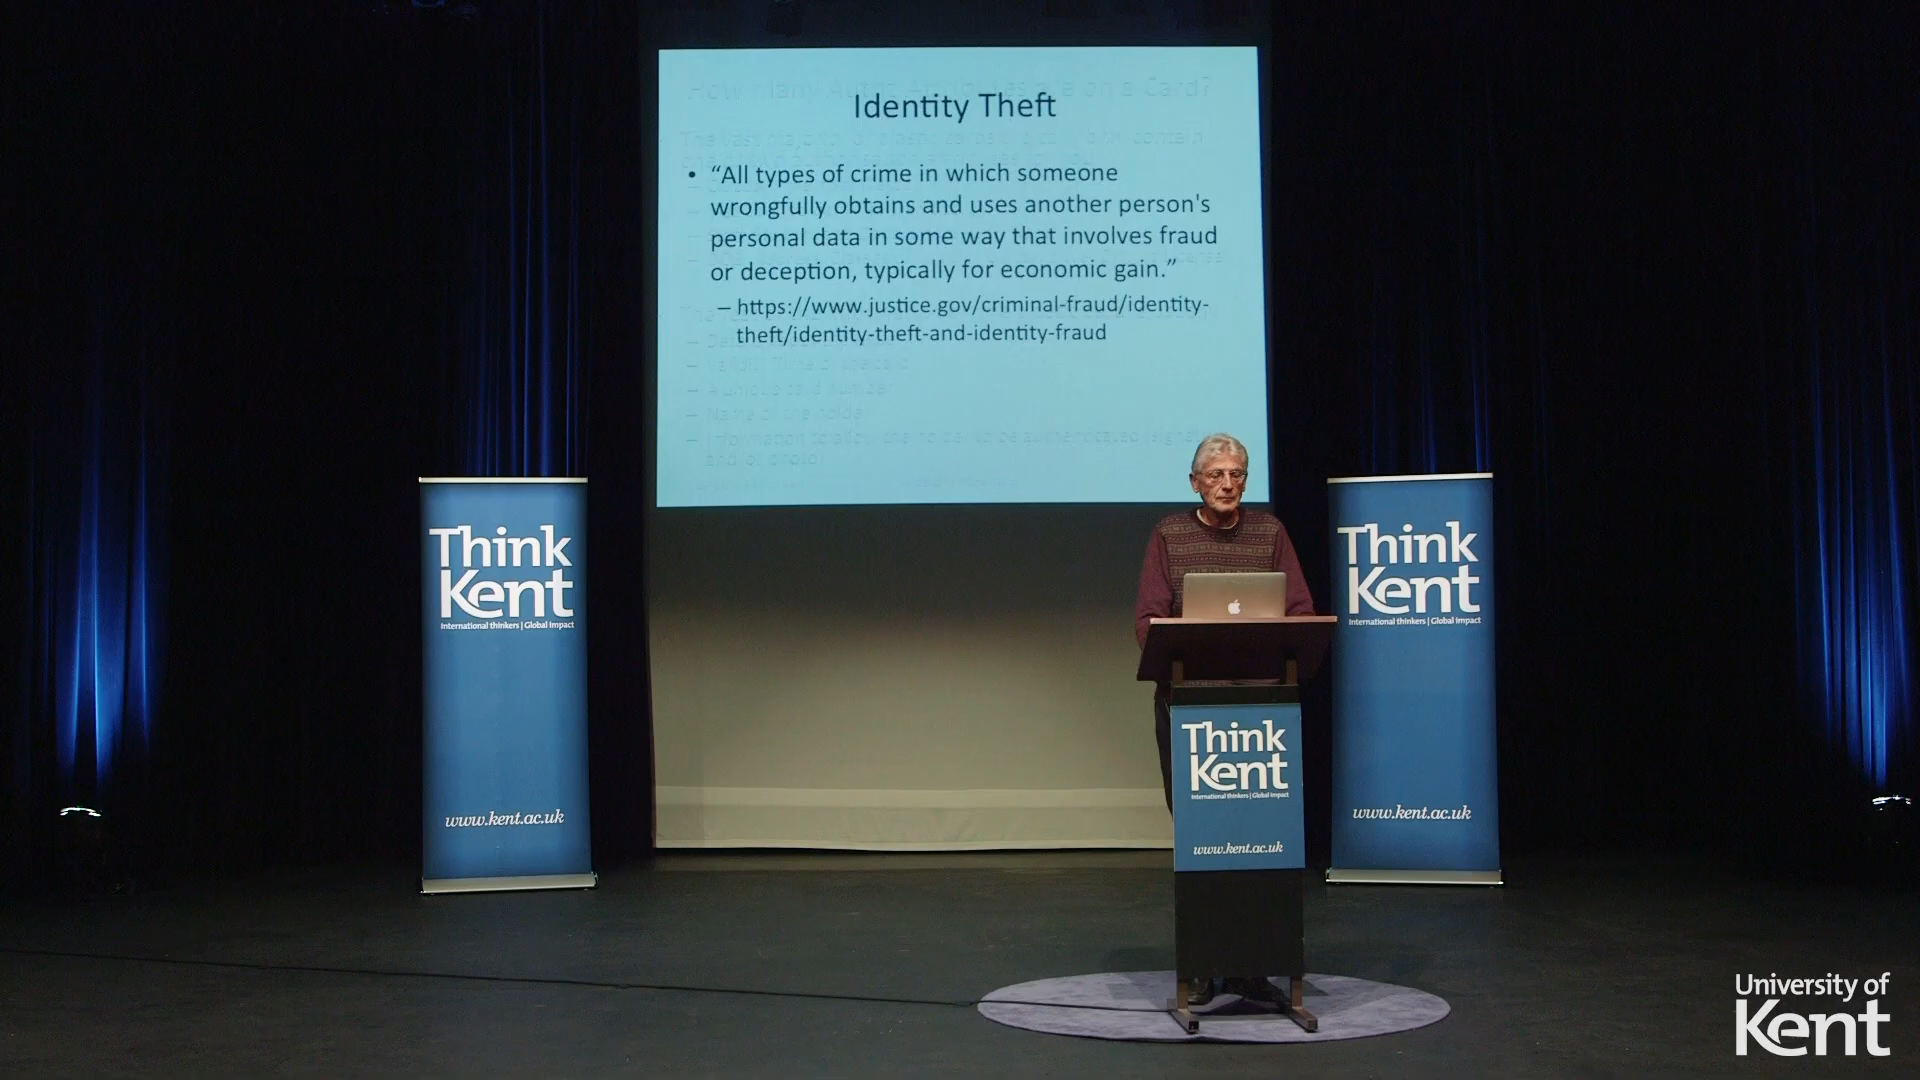 Identity Theft
• “All types of crime in which someone
wrongfully obtains and uses another person's
personal data in some way that involves fraud
or deception, typically for economic gain.”
– https://www.justice.gov/criminal-fraud/identity-
theft/identity-theft-and-identity-fraud
Think
Kent
International thinkers | Global Impact
www.kent.ac.uk
Think
Kent
International thinkers | Global Impact
www.kent.ac.uk
Think
Kent
International thinkers | Global Impact
www.kent.ac.uk
University of
Kent